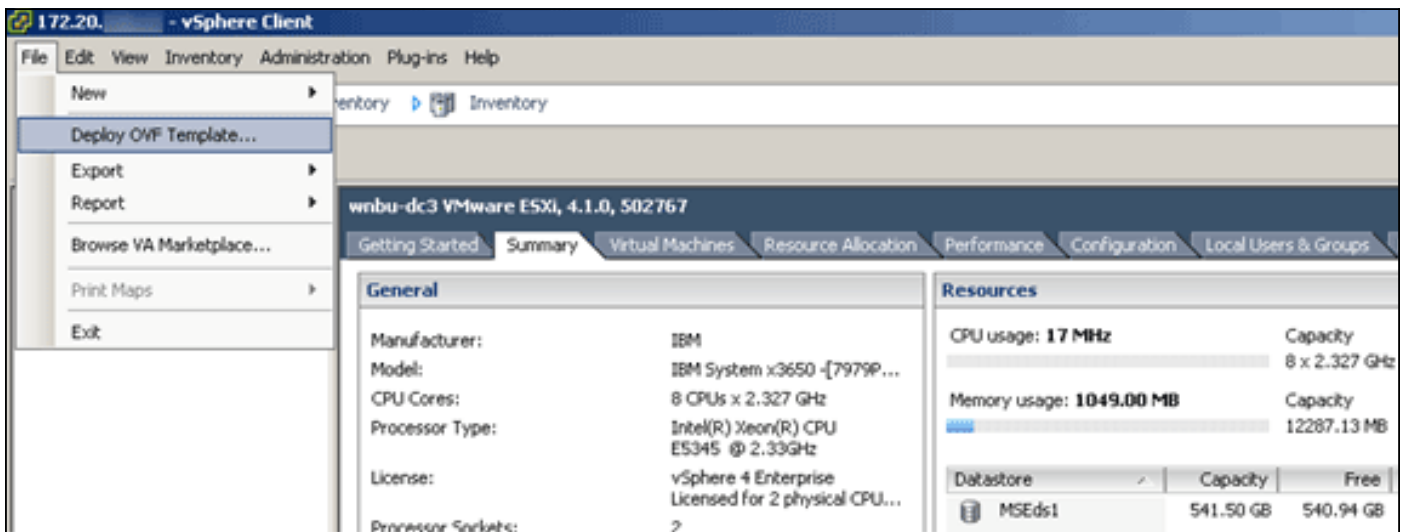 172.20. - vSphere Client
File Edit View Inventory Administration Plug-ins Help
New
Inventory
Deploy OVF Template...
Export
Report
Browse VA Marketplace...
Print Maps
Exit
wnbu-dc3 VMware ESXi, 4.1.0, 502767
Getting Started Summary Virtual Machines Resource Allocation Performance Configuration Local Users & Groups
General
Manufacturer: IBM
Model: IBM System x3650 -[7979P...
CPU Cores: 8 CPUs x 2.327 GHz
Processor Type: Intel(R) Xeon(R) CPU
E5345 @ 2.33GHz
License: vSphere 4 Enterprise
Licensed for 2 physical CPU...
Processor Sockets: 2
Resources
CPU usage: 17 MHz Capacity
8 x 2.327 GHz
Memory usage: 1049.00 MB Capacity
12287.13 MB
Datastore Capacity Free
MSEds1 541.50 GB 540.94 GB